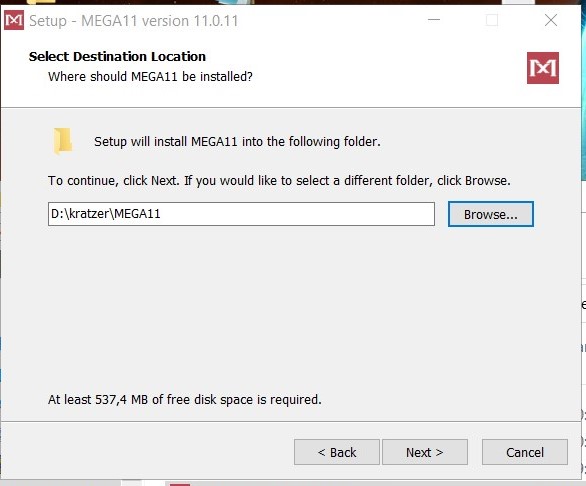 Setup - MEGA11 version 11.0.11
Select Destination Location
Where should MEGA11 be installed?
Setup will install MEGA11 into the following folder.
To continue, click Next. If you would like to select a different folder, click Browse.
D:\kratzer\MEGA11
Browse...
At least 537,4 MB of free disk space is required.
< Back
Next >
Cancel